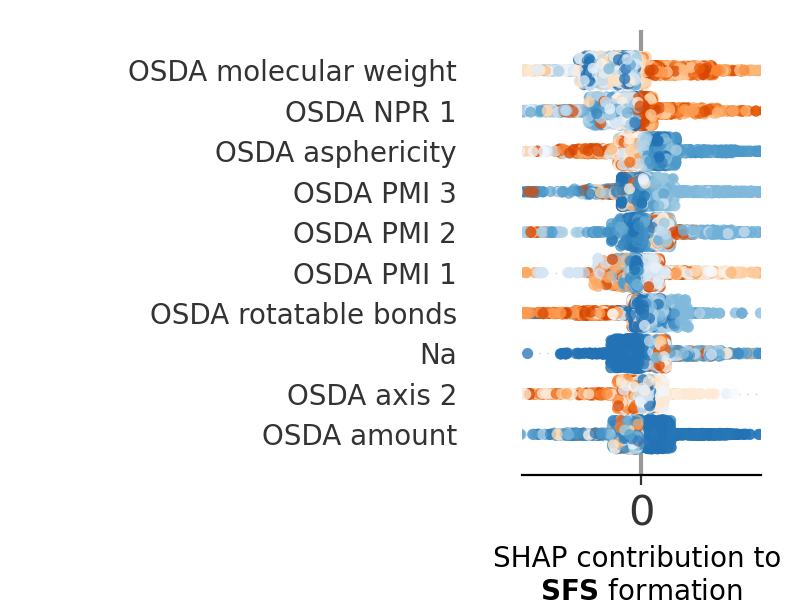 OSDA molecular weight
OSDA NPR 1
OSDA asphericity
OSDA PMI 3
OSDA PMI 2
OSDA PMI 1
OSDA rotatable bonds
Na
OSDA axis 2
OSDA amount
0
SHAP contribution to
SFS formation